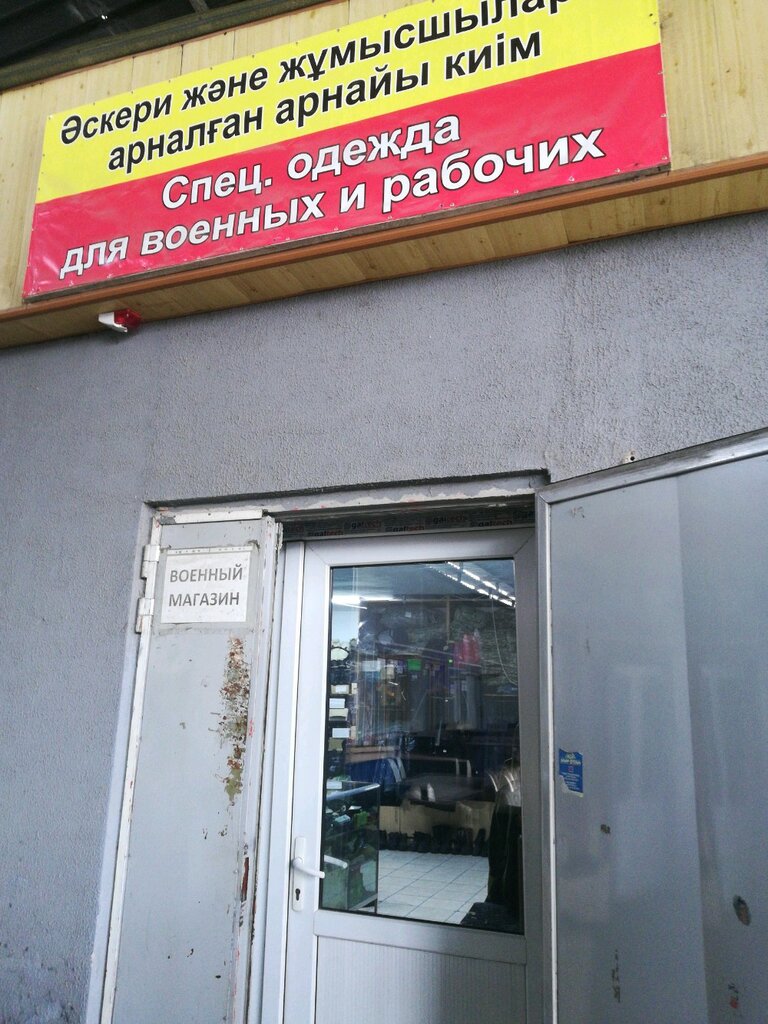 Әскери және жұмысшылар
арналған арнайы киім
Спец. одежда
для военных и рабочих
ВОЕННЫЙ
МАГАЗИН